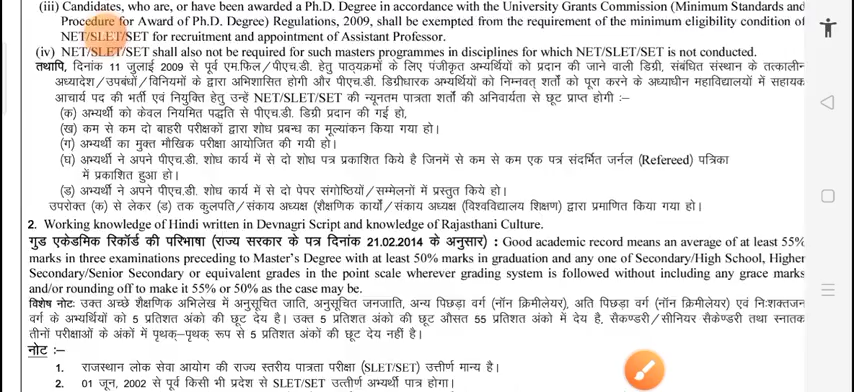 (iii) Candidates, who are, or have been awarded a Ph.D. Degree in accordance with the University Grants Commission (Minimum Standards and
Procedure for Award of Ph.D. Degree) Regulations, 2009, shall be exempted from the requirement of the minimum eligibility condition of
NET/SLET/SET for recruitment and appointment of Assistant Professor.
(iv) NET/SLET/SET shall also not be required for such masters programmes in disciplines for which NET/SLET/SET is not conducted.
तथापि, दिनांक 11 जुलाई 2009 से पूर्व एम.फिल/पीएच.डी. हेतु पाठ्यक्रमों के लिए पंजीकृत अभ्यर्थियों को प्रदान की जाने वाली डिग्री, संबंधित संस्थान के तत्कालीन
अध्यादेश/उपबंधों/विनियमों के द्वारा अभिशासित होगी और पीएच.डी. डिग्रीधारक अभ्यर्थियों को निम्नवत् शर्तों को पूरा करने के अध्याधीन महाविद्यालयों में सहायक
आचार्य पद की भर्ती एवं नियुक्ति हेतु उन्हें NET/SLET/SET की न्यूनतम पात्रता शर्तों की अनिवार्यता से छूट प्राप्त होगी :–
(क) अभ्यर्थी को केवल नियमित पद्धति से पीएच.डी. डिग्री प्रदान की गई हो,
(ख) कम से कम दो बाहरी परीक्षकों द्वारा शोध प्रबन्ध का मूल्यांकन किया गया हो।
(ग) अभ्यर्थी का मुक्त मौखिक परीक्षा आयोजित की गयी हो।
(घ) अभ्यर्थी ने अपने पीएच.डी. शोध कार्य में से दो शोध पत्र प्रकाशित किये है जिनमें से कम से कम एक पत्र संदर्भित जर्नल (Refereed) पत्रिका
में प्रकाशित हुआ हो।
(ड) अभ्यर्थी ने अपने पीएच.डी. शोध कार्य में से दो पेपर संगोष्ठियों/सम्मेलनों में प्रस्तुत किये हो।
उपरोक्त (क) से लेकर (ड) तक कुलपति/संकाय अध्यक्ष (शैक्षणिक कार्य/संकाय अध्यक्ष (विश्वविद्यालय शिक्षण) द्वारा प्रमाणित किया गया हो।
2. Working knowledge of Hindi written in Devnagri Script and knowledge of Rajasthani Culture.
गुड एकेडमिक रिकॉर्ड की परिभाषा (राज्य सरकार के पत्र दिनांक 21.02.2014 के अनुसार) : Good academic record means an average of at least 55%
marks in three examinations preceding to Master's Degree with at least 50% marks in graduation and any one of Secondary/High School, Higher
Secondary/Senior Secondary or equivalent grades in the point scale wherever grading system is followed without including any grace marks
and/or rounding off to make it 55% or 50% as the case may be.
विशेष नोट: उक्त अच्छे शैक्षणिक अभिलेख में अनुसूचित जाति, अनुसूचित जनजाति, अन्य पिछड़ा वर्ग (नॉन क्रिमीलेयर), अति पिछड़ा वर्ग (नॉन क्रिमीलेयर) एवं निःशक्तजन
वर्ग के अभ्यर्थियों को 5 प्रतिशत अंकों की छूट देय है। उक्त 5 प्रतिशत अंकों की छूट औसत 55 प्रतिशत अंको में देय है, सैकण्डरी/सीनियर सैकेण्डरी तथा स्नातक
तीनों परीक्षाओं के अंकों में पृथक–पृथक रूप से 5 प्रतिशत अंकों की छूट देय नहीं है।
नोट :–
1. राजस्थान लोक सेवा आयोग की राज्य स्तरीय पात्रता परीक्षा (SLET/SET) उत्तीर्ण मान्य है।
2. 01 जून, 2002 से पूर्व किसी भी प्रदेश से SLET/SET उत्तीर्ण अभ्यर्थी पात्र होगा।